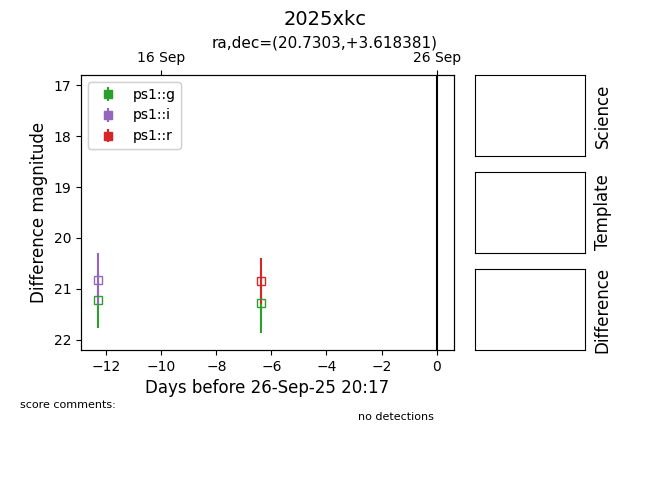 2025xkc
ra,dec=(20.7303,+3.618381)
16 Sep
26 Sep
17
18
19
20
21
22
Difference magnitude
ps1::g
ps1::i
ps1::r
−12
−10
−8
−6
−4
−2
0
Days before 26-Sep-25 20:17
Science
Template
Difference
score comments:
no detections